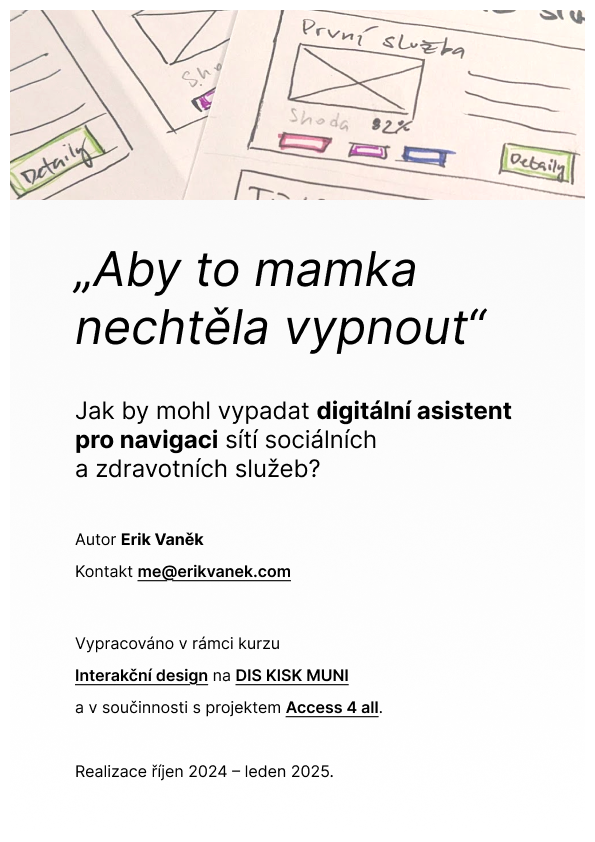 První služba
Shoda 82%
Detaily
Detaily
„Aby to mamka
nechtěla vypnout“
Jak by mohl vypadat digitální asistent
pro navigaci sítí sociálních
a zdravotních služeb?
Autor Erik Vaněk
Kontakt me@erikvanek.com
Vypracováno v rámci kurzu
Interakční design na DIS KISK MUNI
a v součinnosti s projektem Access 4 all.
Realizace říjen 2024 – leden 2025.